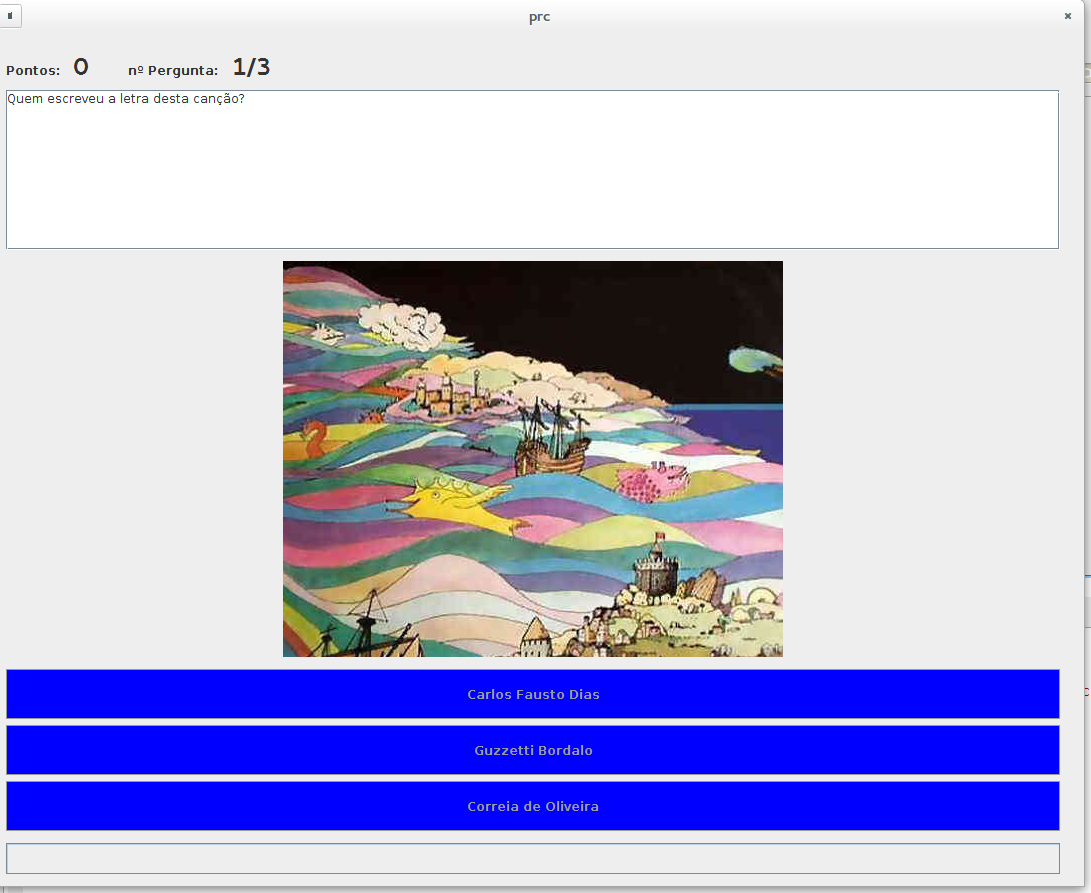 prc
Pontos: 0 nº Pergunta: 1/3
Quem escreveu a letra desta canção?
Carlos Fausto Dias
Guzzetti Bordalo
Correia de Oliveira